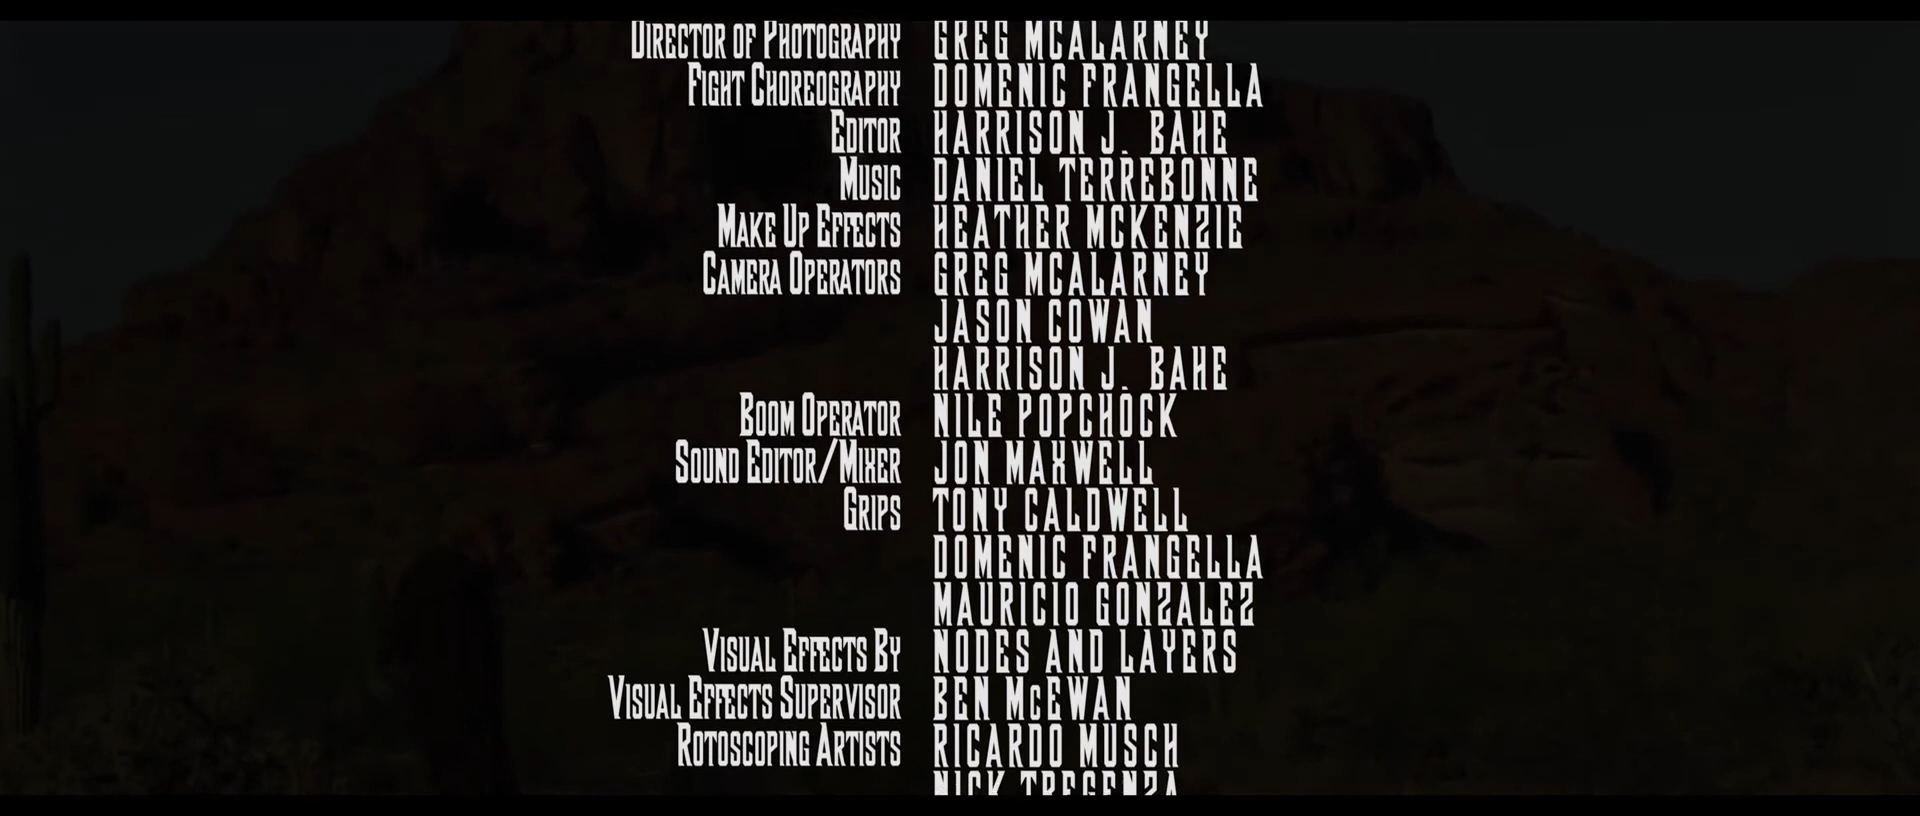 Director of Photography GREG MCALARNEY
Fight Choreography DOMENIC FRANGELLA
Editor HARRISON J. BAHE
Music DANIEL TERREBONNE
Make Up Effects HEATHER MCKENZIE
Camera Operators GREG MCALARNEY
JASON COWAN
HARRISON J. BAHE
Boom Operator NILE POPCHOCK
Sound Editor/Mixer JON MAXWELL
Grips TONY CALDWELL
DOMENIC FRANGELLA
MAURICIO GONZALEZ
Visual Effects By NODES AND LAYERS
Visual Effects Supervisor BEN McEWAN
Rotoscoping Artists RICARDO MUSCH
NICK TREGENZA